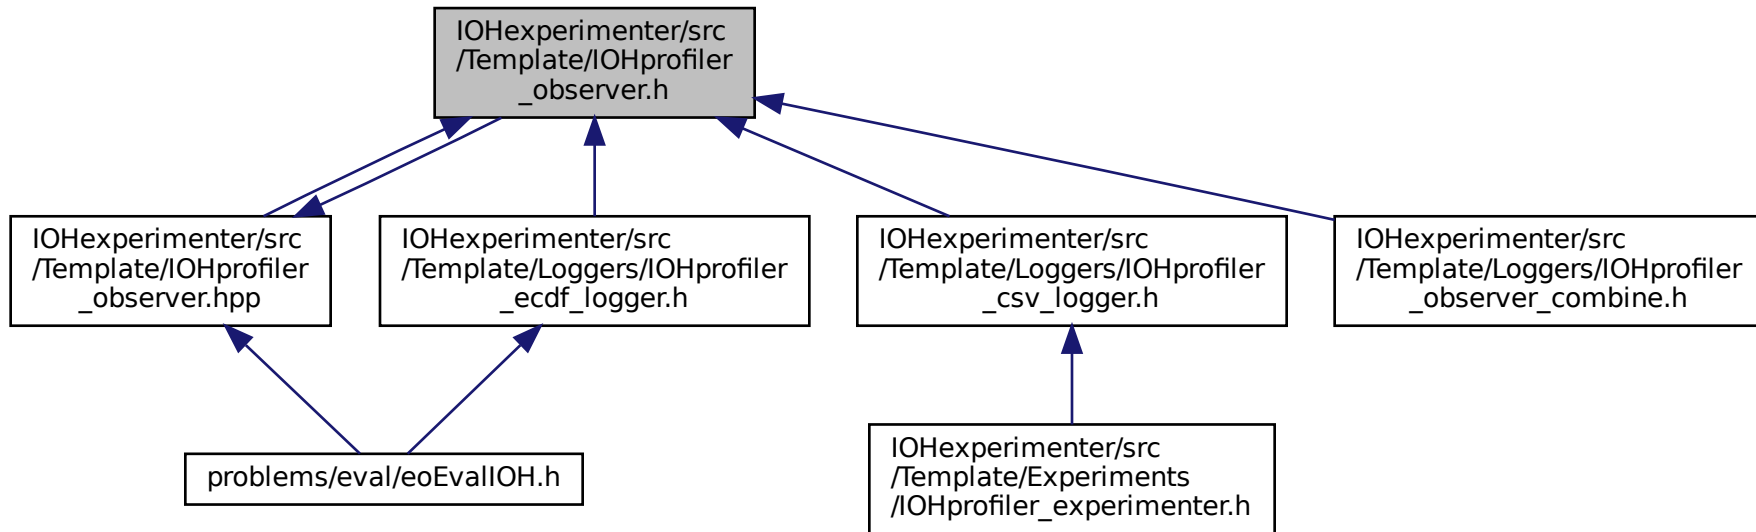 IOHexperimenter/src
/Template/IOHprofiler
_observer.h
IOHexperimenter/src
/Template/IOHprofiler
_observer.hpp
IOHexperimenter/src
/Template/Loggers/IOHprofiler
_ecdf_logger.h
IOHexperimenter/src
/Template/Loggers/IOHprofiler
_csv_logger.h
IOHexperimenter/src
/Template/Loggers/IOHprofiler
_observer_combine.h
problems/eval/eoEvalIOH.h
IOHexperimenter/src
/Template/Experiments
/IOHprofiler_experimenter.h